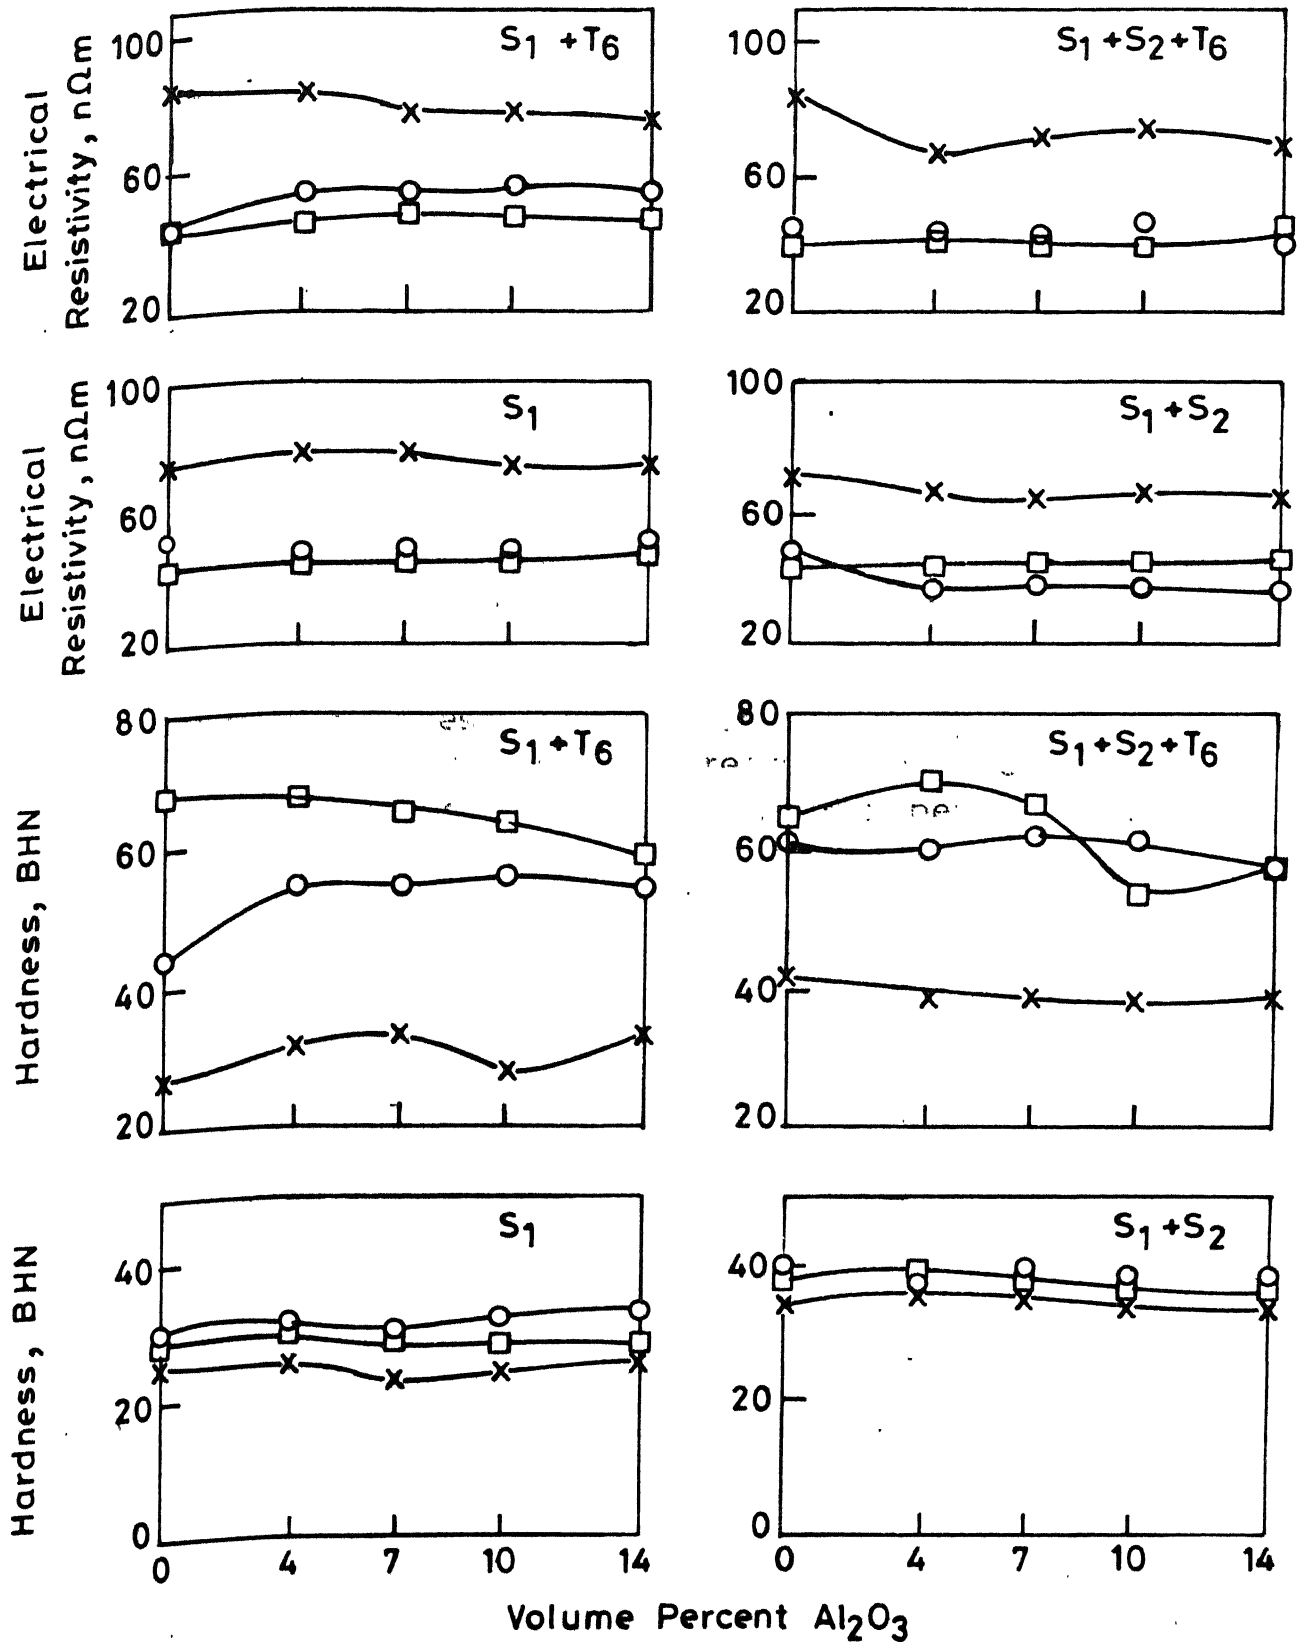 Electrical
Resistivity, nΩm
100
60
20
S1 + T6
100
60
20
S1 + S2 + T6
Electrical
Resistivity, nΩm
100
60
20
S1
100
60
20
S1 + S2
Hardness, BHN
80
60
40
20
S1 + T6
80
60
40
20
S1 + S2 + T6
Hardness, BHN
40
20
0
S1
0 4 7 10 14
40
20
0
S1 + S2
0 4 7 10 14
Volume Percent Al2O3